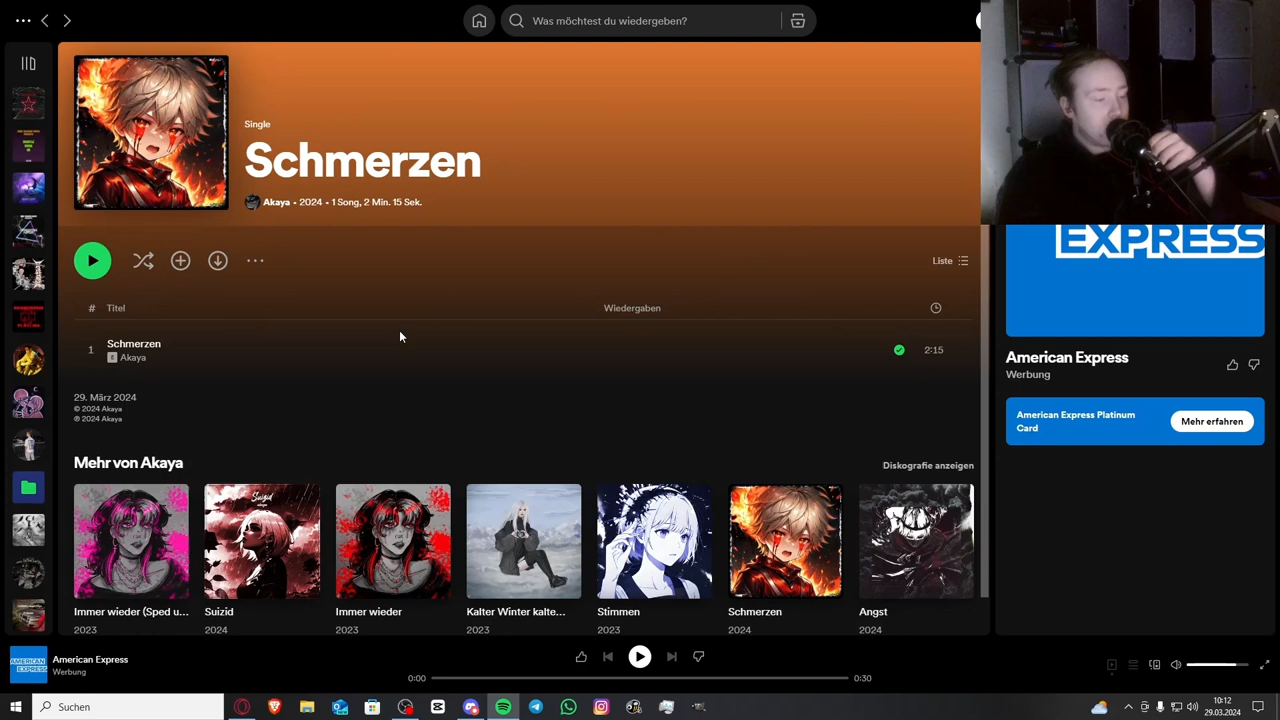 Was möchtest du wiedergeben?
Single
Schmerzen
Akaya • 2024 • 1 Song, 2 Min. 15 Sek.
Liste
# Titel Wiedergaben
1 Schmerzen 2:15
E Akaya
29. März 2024
© 2024 Akaya
℗ 2024 Akaya
Mehr von Akaya
Diskografie anzeigen
Immer wieder (Sped u...
2023
Suizid
2024
Immer wieder
2023
Kalter Winter kalte...
2023
Stimmen
2023
Schmerzen
2024
Angst
2024
EXPRESS
American Express
Werbung
American Express Platinum
Card
Mehr erfahren
AMERICAN
EXPRESS
American Express
Werbung
0:00
0:30
Suchen
10:12
29.03.2024